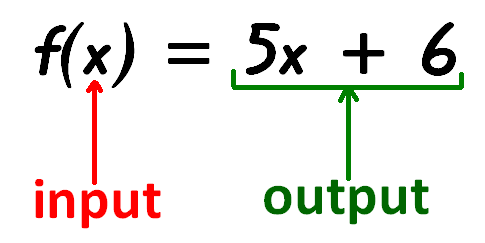 f(x) = 5x + 6
input output